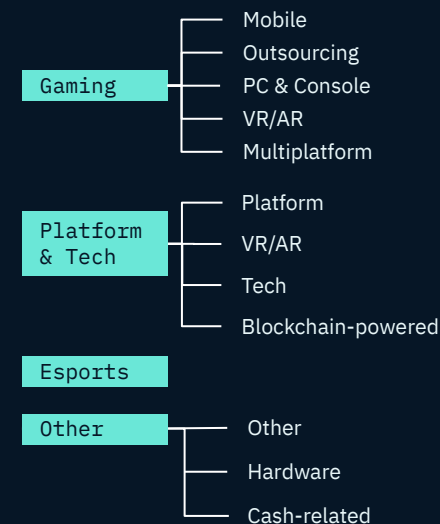 Mobile
Outsourcing
Gaming
PC & Console
VR/AR
Multiplatform
Platform
& Tech
Platform
VR/AR
Tech
Blockchain-powered
Esports
Other
Other
Hardware
Cash-related